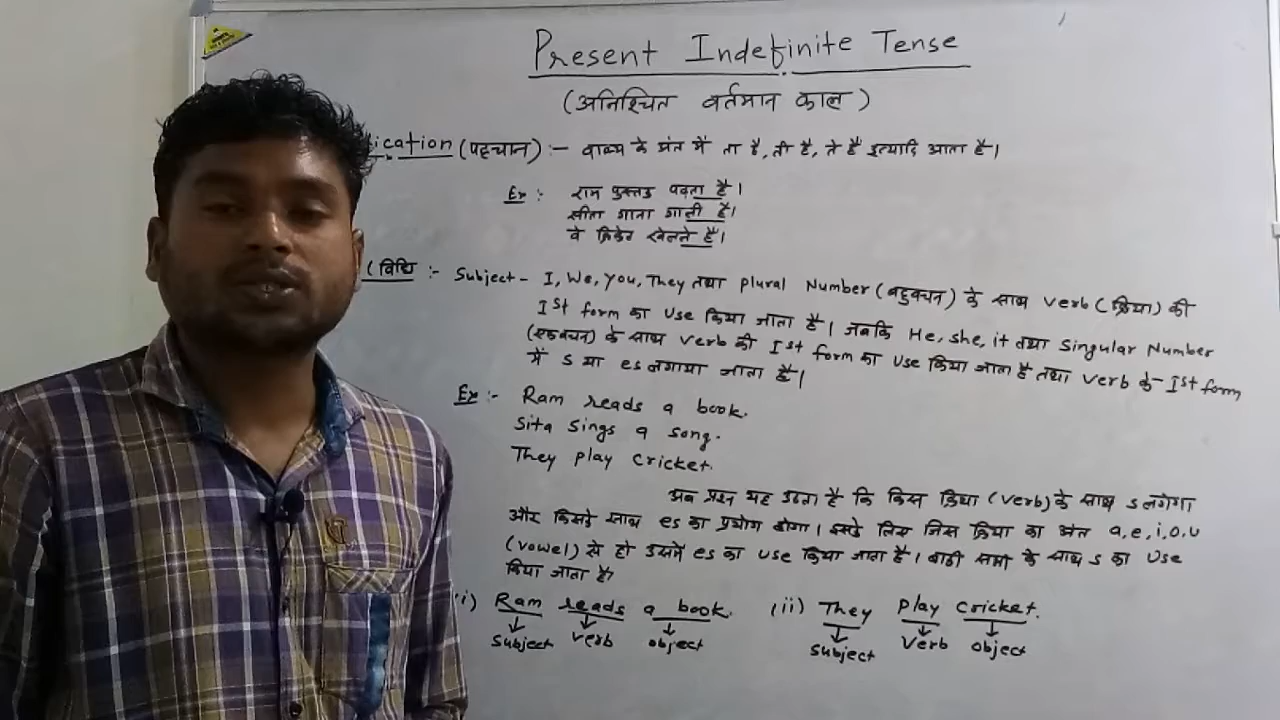 Present Indefinite Tense
(अनिश्चित वर्तमान काल)
ication (पहचान) :- वाक्य के अंत में ता है, ती है, ते है इत्यादि आता है।
Ex :- राम पुस्तक पढ़ता है।
सीता गाना गाती है।
वे क्रिकेट खेलते है।
(विधि :- Subject - I, We, You, They तथा Plural Number (बहुवचन) के साथ Verb (क्रिया) की
Ist form का Use किया जाता है। जबकि He, she, it तथा Singular Number
(एकवचन) के साथ Verb की Ist form का Use किया जाता है तथा Verb के Ist form
में s या es लगाया जाता है।
Ex :- Ram reads a book.
Sita Sings a Song.
They Play Cricket.
अब प्रश्न यह उठता है कि किस क्रिया (Verb) के साथ s लगेगा
और किसके साथ es का प्रयोग होगा। इसके लिए जिस क्रिया का अंत a, e, i, o, u
(Vowel) से हो उसमें es का Use किया जाता है। बाकी सभी के साथ s का Use
किया जाता है।
i) Ram reads a book. (ii) They Play Cricket.
Subject Verb object Subject Verb object